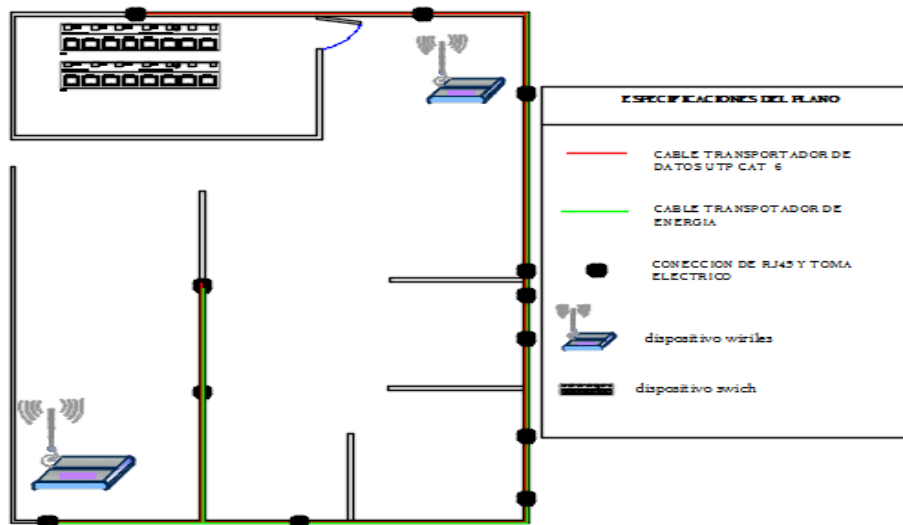 ESPECIFICACIONES DEL PLANO
CABLE TRANSPORTADOR DE
DATOS UTP CAT 6
CABLE TRANSPOTADOR DE
ENERGIA
CONECCION DE RJ45 Y TOMA
ELECTRICO
dispositivo wiriles
dispositivo swich